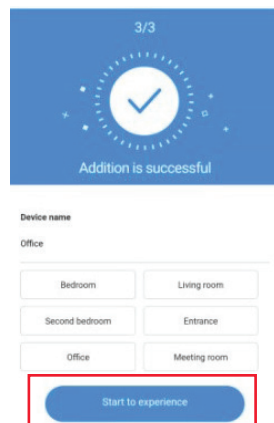 3/3
Addition is successful
Device name
Office
Bedroom Living room
Second bedroom Entrance
Office Meeting room
Start to experience